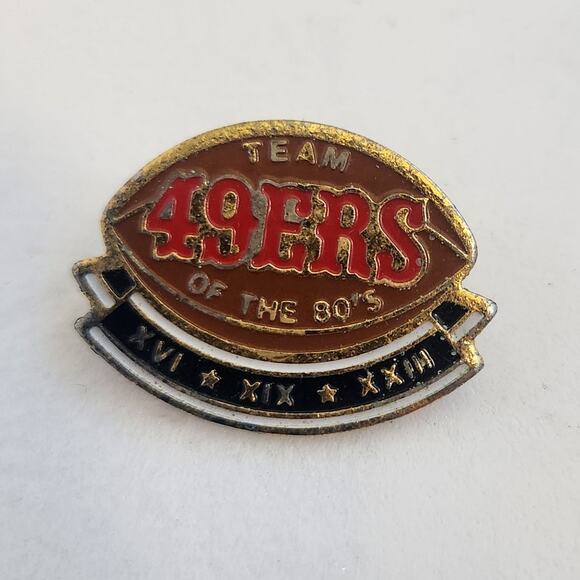 TEAM
49ERS
OF THE 80'S
XVI ★ XIX ★ XXIII